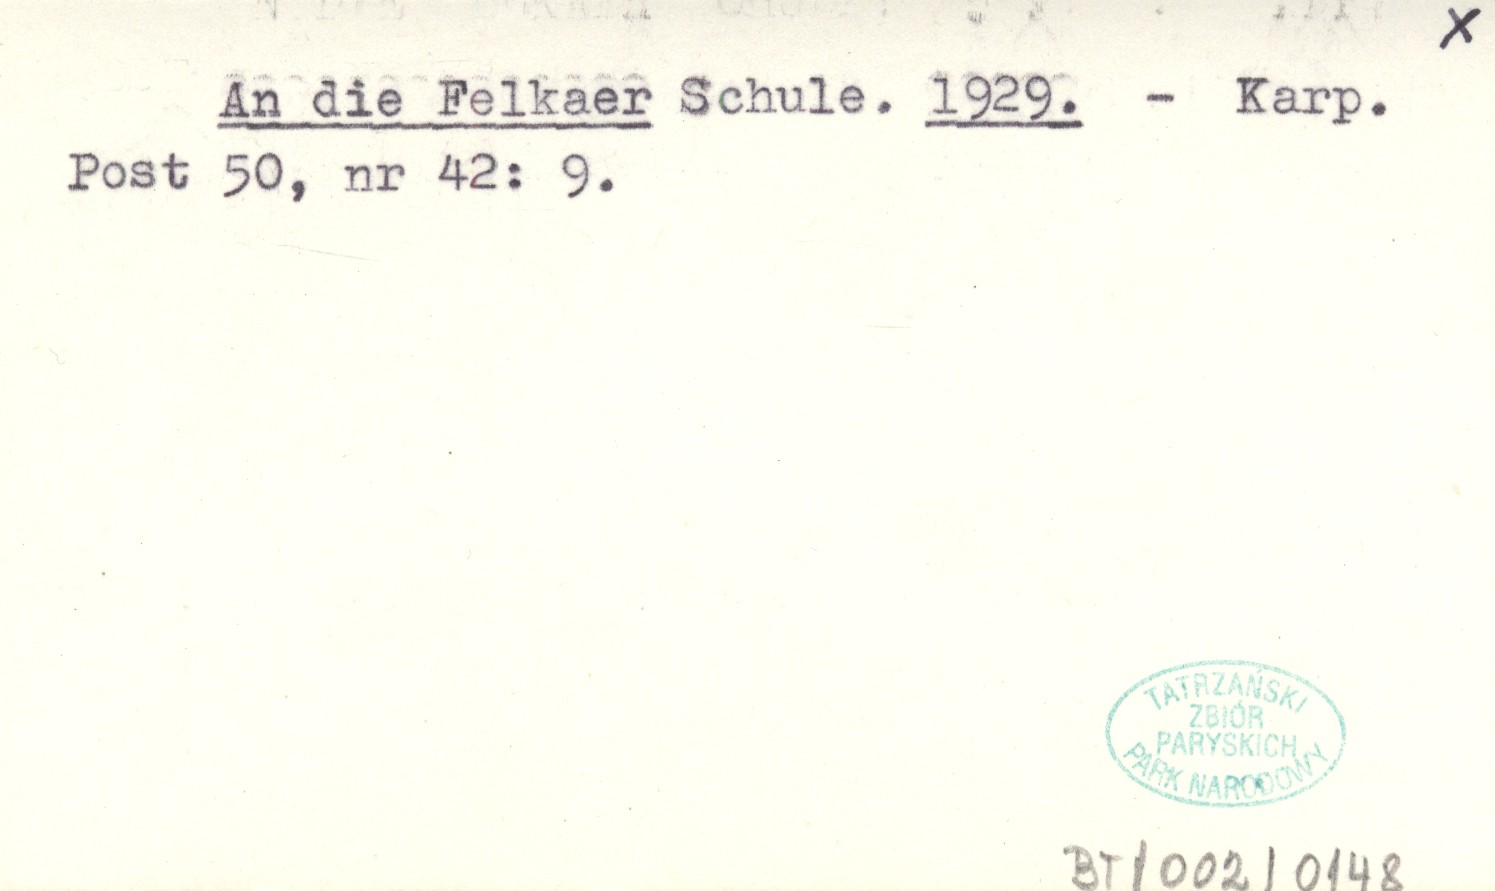 x
An die Felkaer Schule. 1929. - Karp.
Post 50, nr 42: 9.
TATRZAŃSKI
ZBIÓR
PARYSKICH
PARK NARODOWY
BT/002/0148